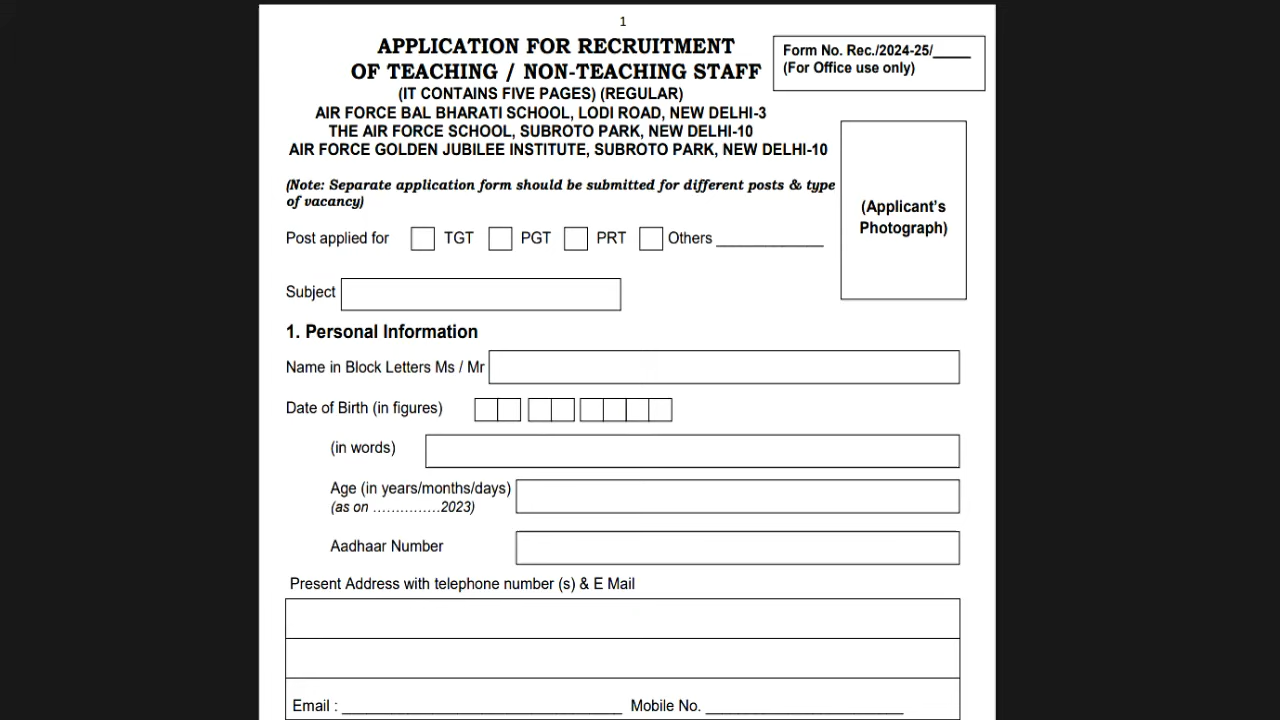 1
APPLICATION FOR RECRUITMENT
OF TEACHING / NON-TEACHING STAFF
Form No. Rec./2024-25/_____
(For Office use only)
(IT CONTAINS FIVE PAGES) (REGULAR)
AIR FORCE BAL BHARATI SCHOOL, LODI ROAD, NEW DELHI-3
THE AIR FORCE SCHOOL, SUBROTO PARK, NEW DELHI-10
AIR FORCE GOLDEN JUBILEE INSTITUTE, SUBROTO PARK, NEW DELHI-10
(Note: Separate application form should be submitted for different posts & type
of vacancy)
(Applicant's
Photograph)
Post applied for TGT PGT PRT Others _____________
Subject
1. Personal Information
Name in Block Letters Ms / Mr
Date of Birth (in figures)
(in words)
Age (in years/months/days)
(as on ……………2023)
Aadhaar Number
Present Address with telephone number (s) & E Mail
Email : __________________________________ Mobile No. ________________________